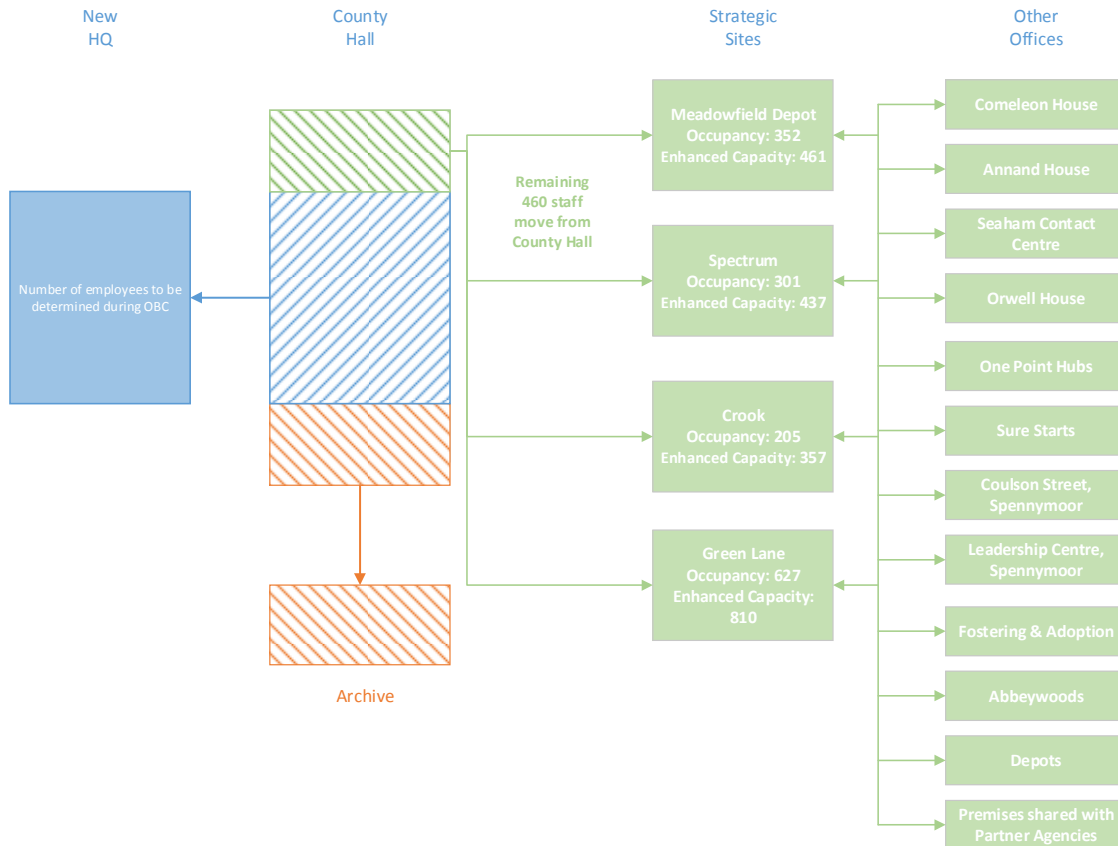 New
HQ
County
Hall
Strategic
Sites
Other
Offices
Number of employees to be
determined during OBC
Remaining
460 staff
move from
County Hall
Archive
Meadowfield Depot
Occupancy: 352
Enhanced Capacity: 461
Spectrum
Occupancy: 301
Enhanced Capacity: 437
Crook
Occupancy: 205
Enhanced Capacity: 357
Green Lane
Occupancy: 627
Enhanced Capacity:
810
Comeleon House
Annand House
Seaham Contact
Centre
Orwell House
One Point Hubs
Sure Starts
Coulson Street,
Spennymoor
Leadership Centre,
Spennymoor
Fostering & Adoption
Abbeywoods
Depots
Premises shared with
Partner Agencies